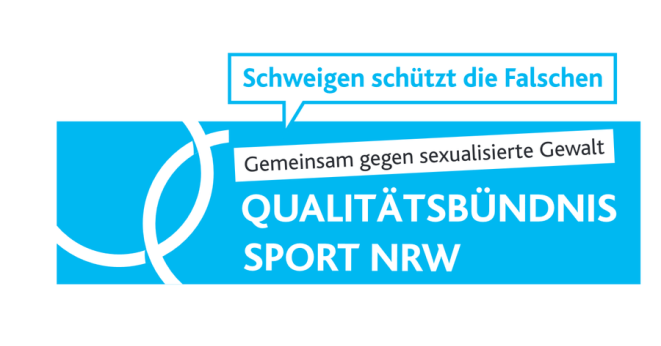 Schweigen schützt die Falschen
Gemeinsam gegen sexualisierte Gewalt
QUALITÄTSBÜNDNIS
SPORT NRW